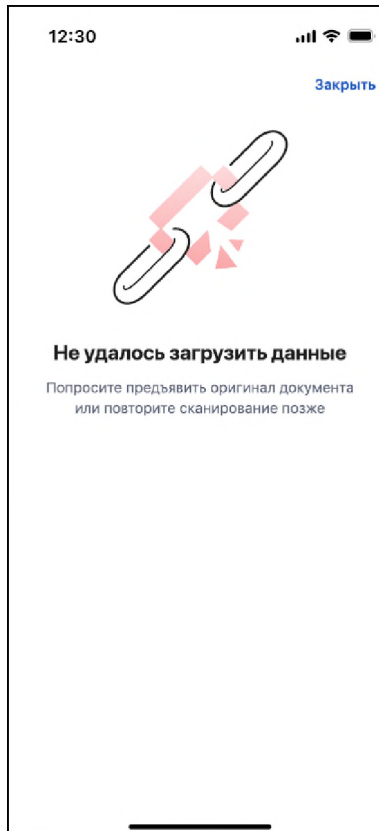 12:30
Закрыть
Не удалось загрузить данные
Попросите предъявить оригинал документа
или повторите сканирование позже